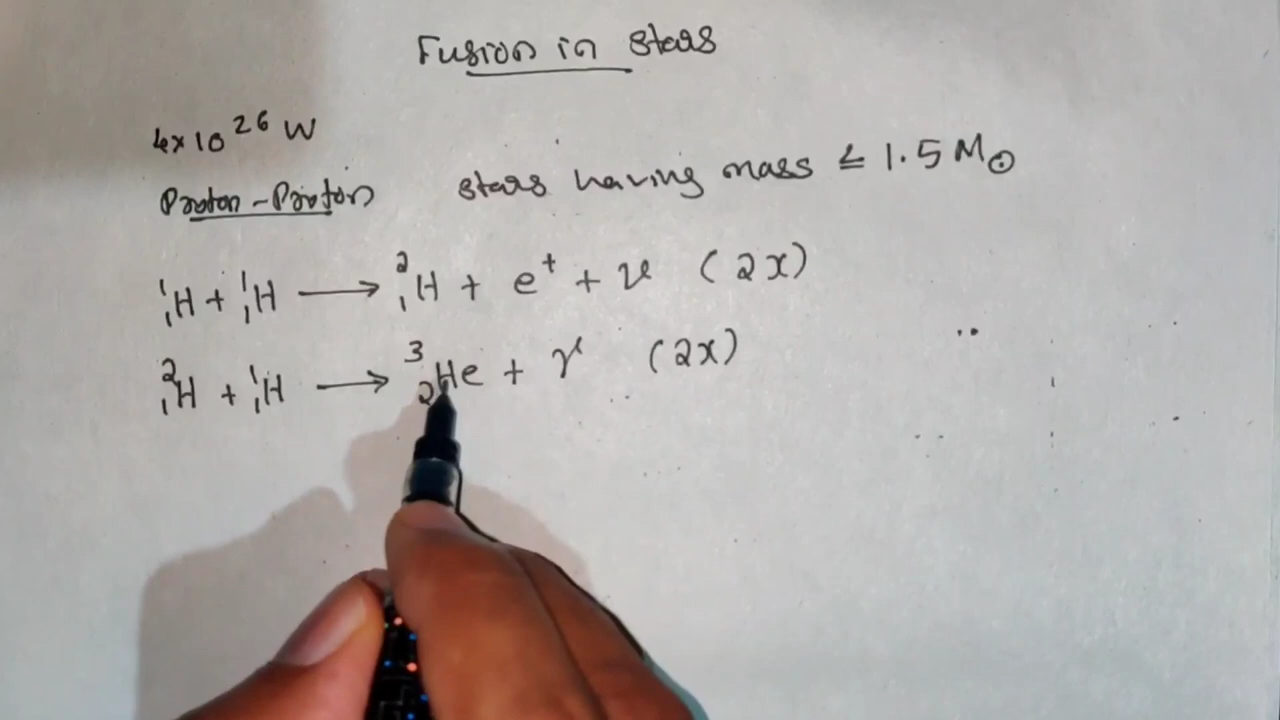 Fusion in stars
4×10²⁶ W
Proton-Proton stars having mass ≤ 1.5 M⊙
¹₁H + ¹₁H ⟶ ²₁H + e⁺ + ν (2x)
²₁H + ¹₁H ⟶ ³₂He + γ (2x)